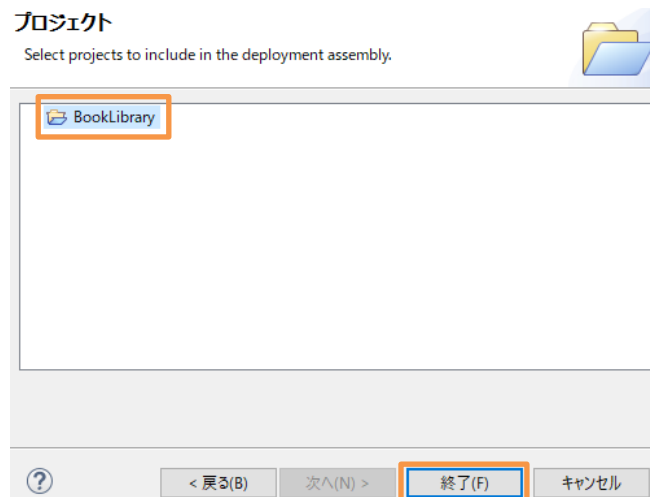 プロジェクト
Select projects to include in the deployment assembly.
BookLibrary
?
< 戻る(B)
次へ(N) >
終了(F)
キャンセル